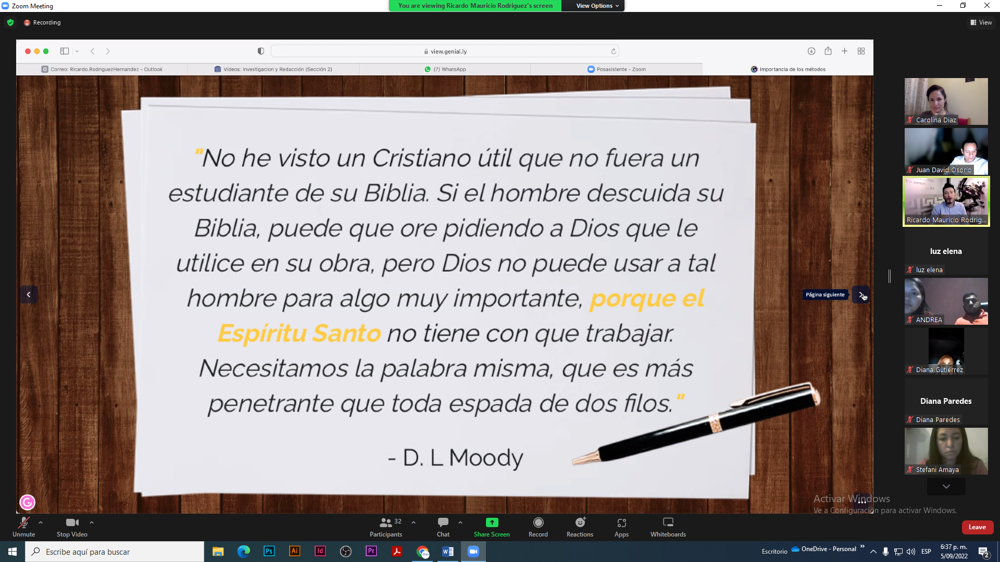 Zoom Meeting
You are viewing Ricardo Mauricio Rodriguez's screen
View Options
Recording
View
view.genial.ly
Correo: Ricardo.RodriguezHernandez - Outlook
Videos: Investigacion y Redacción (Sección 2)
(7) WhatsApp
Posasistente - Zoom
Importancia de los métodos
"No he visto un Cristiano útil que no fuera un
estudiante de su Biblia. Si el hombre descuida su
Biblia, puede que ore pidiendo a Dios que le
utilice en su obra, pero Dios no puede usar a tal
hombre para algo muy importante, porque el
Espíritu Santo no tiene con que trabajar.
Necesitamos la palabra misma, que es más
penetrante que toda espada de dos filos."
- D. L Moody
Página siguiente
Carolina Diaz
Juan David Osorio
Ricardo Mauricio Rodrig...
luz elena
luz elena
ANDREA
Diana Gutiérrez
Diana Paredes
Diana Paredes
Stefani Amaya
Activar Windows
Ve a Configuración para activar Windows.
Unmute
Stop Video
32
Participants
Chat
Share Screen
Record
Reactions
Apps
Whiteboards
Leave
Escribe aquí para buscar
Ps
Ai
Id
Pr
Escritorio
OneDrive - Personal
ESP
6:37 p. m.
5/09/2022
2